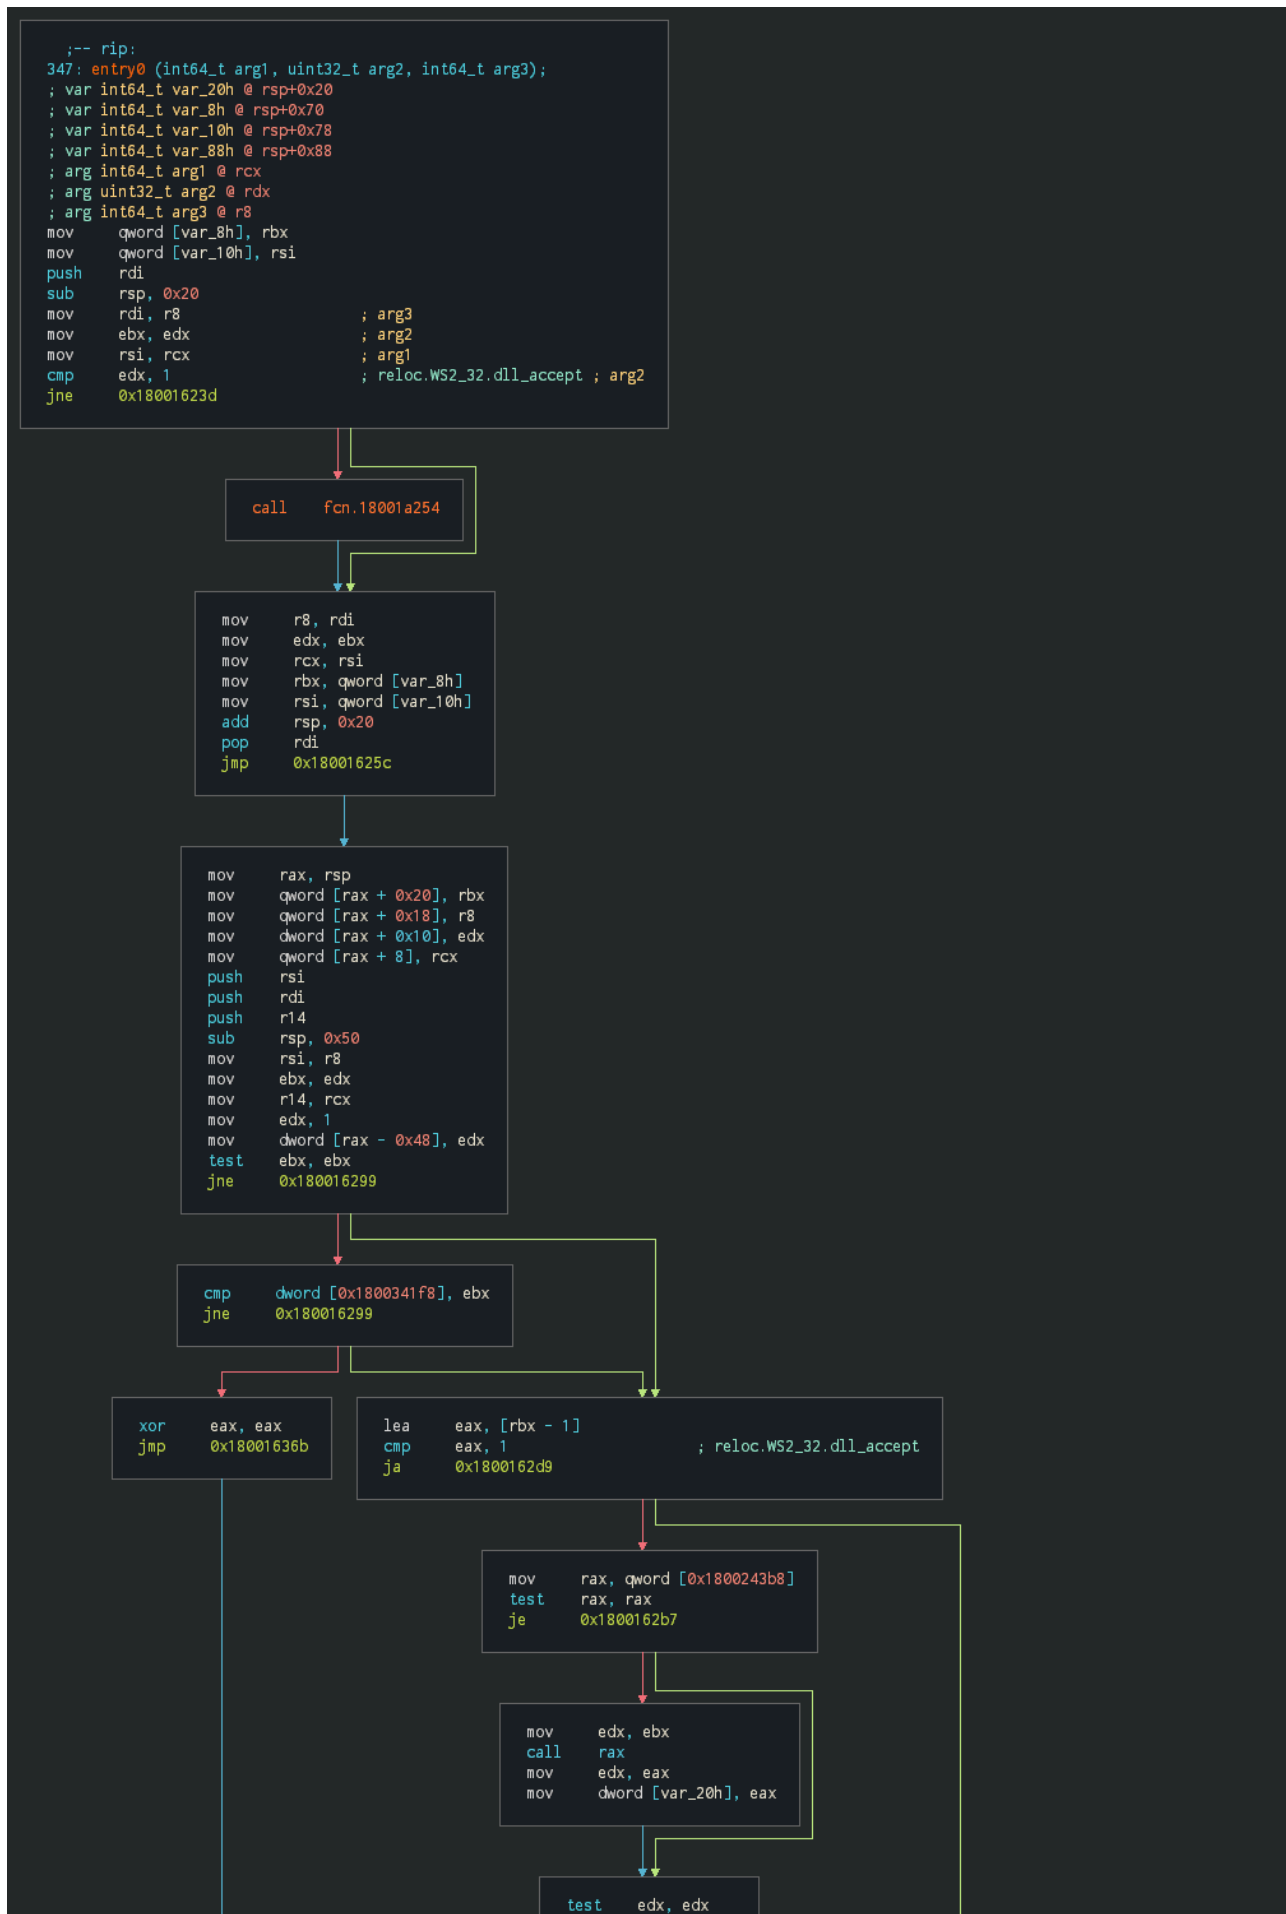 ;-- rip:
347: entry0 (int64_t arg1, uint32_t arg2, int64_t arg3);
; var int64_t var_20h @ rsp+0x20
; var int64_t var_8h @ rsp+0x70
; var int64_t var_10h @ rsp+0x78
; var int64_t var_88h @ rsp+0x88
; arg int64_t arg1 @ rcx
; arg uint32_t arg2 @ rdx
; arg int64_t arg3 @ r8
mov qword [var_8h], rbx
mov qword [var_10h], rsi
push rdi
sub rsp, 0x20
mov rdi, r8 ; arg3
mov ebx, edx ; arg2
mov rsi, rcx ; arg1
cmp edx, 1 ; reloc.WS2_32.dll_accept ; arg2
jne 0x18001623d
call fcn.18001a254
mov r8, rdi
mov edx, ebx
mov rcx, rsi
mov rbx, qword [var_8h]
mov rsi, qword [var_10h]
add rsp, 0x20
pop rdi
jmp 0x18001625c
mov rax, rsp
mov qword [rax + 0x20], rbx
mov qword [rax + 0x18], r8
mov dword [rax + 0x10], edx
mov qword [rax + 8], rcx
push rsi
push rdi
push r14
sub rsp, 0x50
mov rsi, r8
mov ebx, edx
mov r14, rcx
mov edx, 1
mov dword [rax - 0x48], edx
test ebx, ebx
jne 0x180016299
cmp dword [0x1800341f8], ebx
jne 0x180016299
xor eax, eax
jmp 0x18001636b
lea eax, [rbx - 1]
cmp eax, 1 ; reloc.WS2_32.dll_accept
ja 0x1800162d9
mov rax, qword [0x1800243b8]
test rax, rax
je 0x1800162b7
mov edx, ebx
call rax
mov edx, eax
mov dword [var_20h], eax
test edx, edx